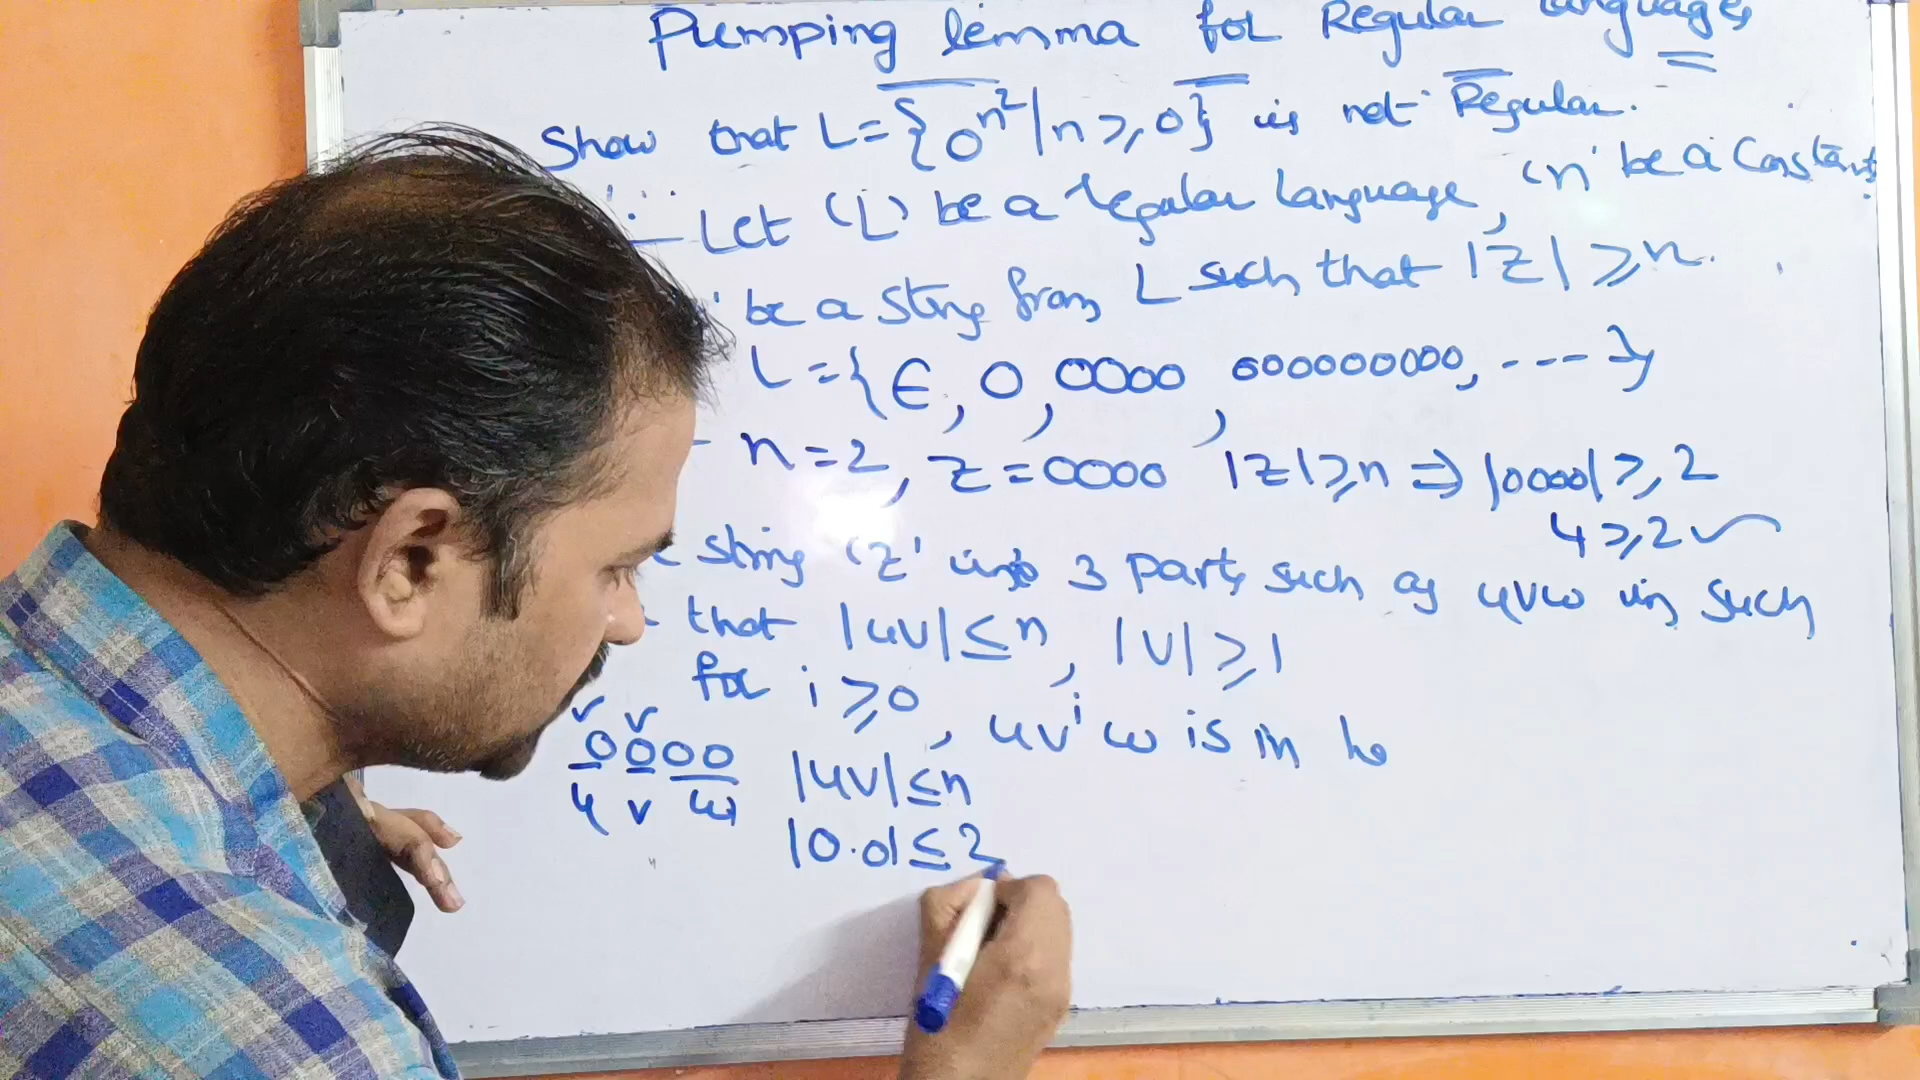 Pumping lemma for Regular Languages
Show that L={0^n²|n≥0} is not Regular.
Let 'L' be a regular language, 'n' be a Constant
be a string from L such that |z|≥n.
L={∈, 0, 0000, 000000000, ----}
n=2, z=0000 |z|≥n ⇒ |0000|≥2
4≥2✓
string 'z' into 3 parts such as uvw in such
that |uv|≤n, |v|≥1
for i≥0, uv^i w is in L.
0000
u v w
|uv|≤n
|0.0|≤2